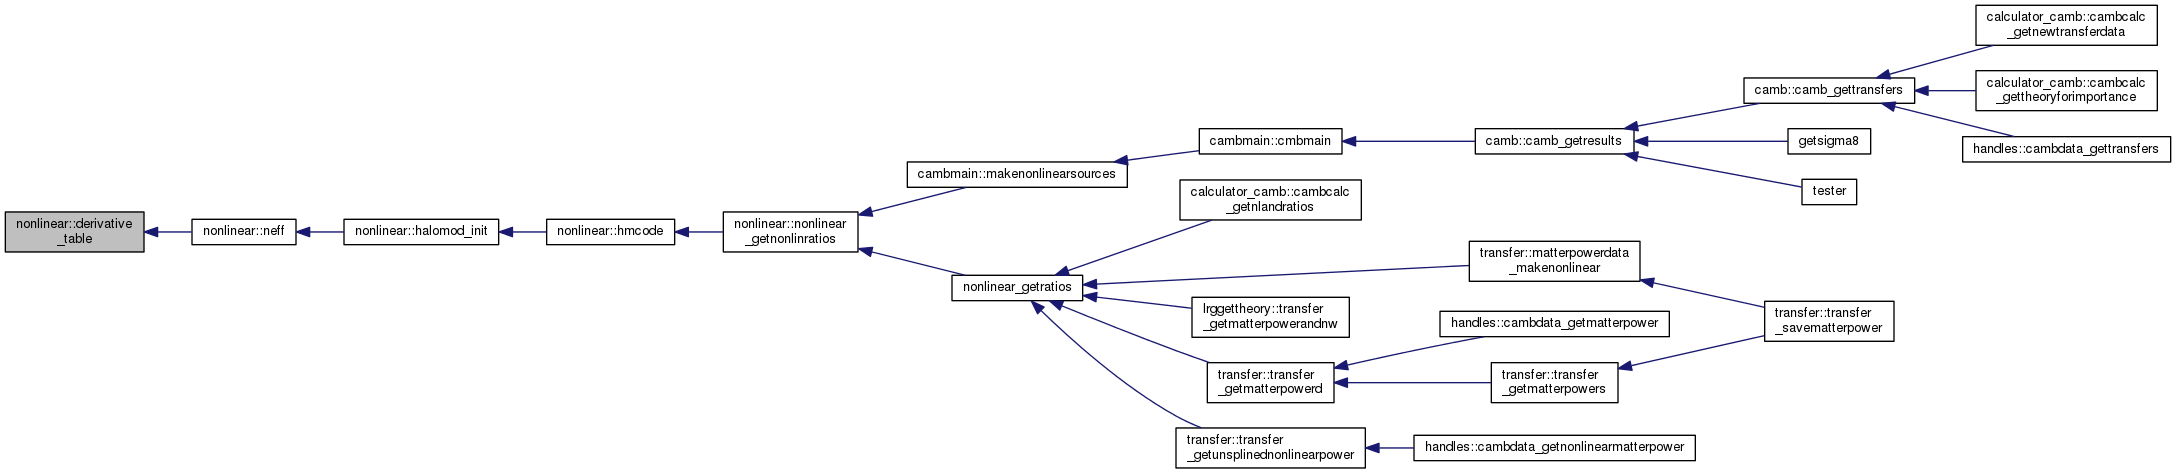 nonlinear::derivative
_table
nonlinear::neff
nonlinear::halomod_init
nonlinear::hmcode
nonlinear::nonlinear
_getnonlinratios
cambmain::makenonlinearsources
cambmain::cmbmain
camb::camb_getresults
camb::camb_gettransfers
calculator_camb::cambcalc
_getnewtransferdata
calculator_camb::cambcalc
_gettheoryforimportance
handles::cambdata_gettransfers
getsigma8
tester
nonlinear_getratios
calculator_camb::cambcalc
_getnlandratios
transfer::matterpowerdata
_makenonlinear
lrggettheory::transfer
_getmatterpowerandnw
transfer::transfer
_getmatterpowerd
handles::cambdata_getmatterpower
transfer::transfer
_getmatterpowers
transfer::transfer
_savematterpower
transfer::transfer
_getunsplinednonlinearpower
handles::cambdata_getnonlinearmatterpower